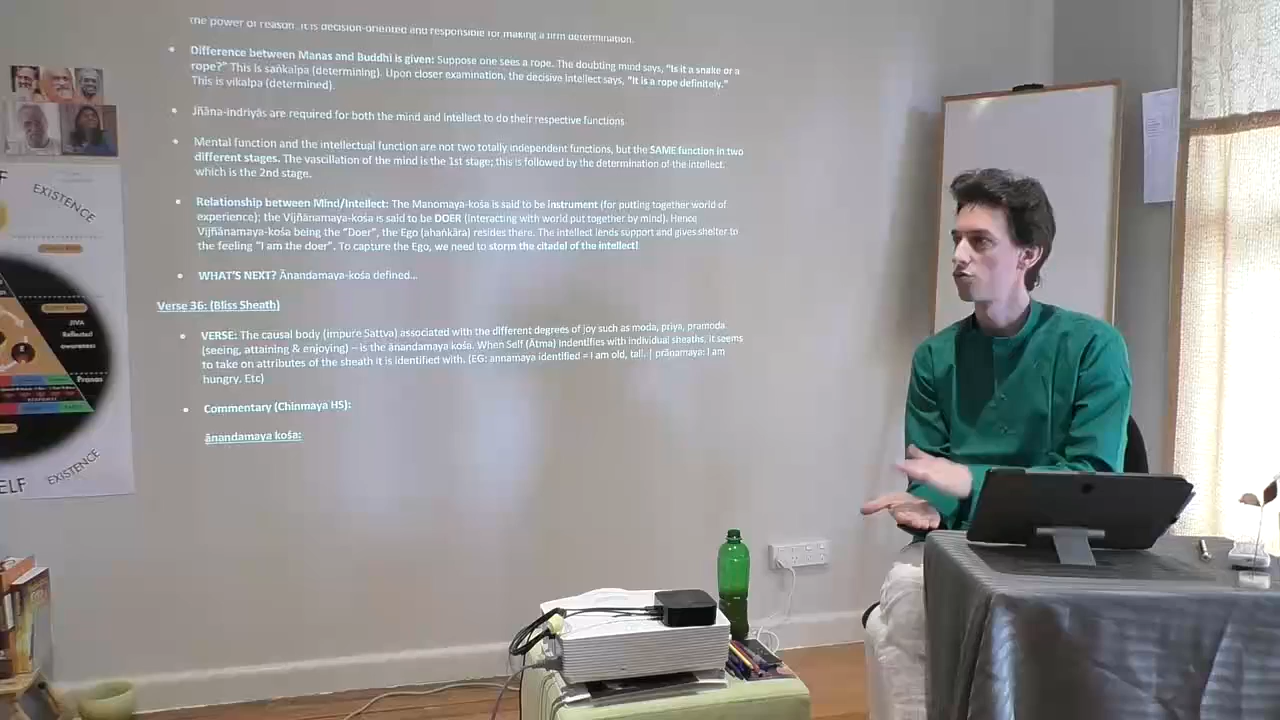 the power of reason. It is decision-oriented and responsible for making a firm determination.
• Difference between Manas and Buddhi is given: Suppose one sees a rope. The doubting mind says, "Is it a snake or a
rope?" This is saṅkalpa (determining). Upon closer examination, the decisive intellect says, "It is a rope definitely."
This is vikalpa (determined).
• Jñāna-indriyās are required for both the mind and intellect to do their respective functions
• Mental function and the intellectual function are not two totally independent functions, but the SAME function in two
different stages. The vascillation of the mind is the 1st stage; this is followed by the determination of the intellect,
which is the 2nd stage.
• Relationship between Mind/Intellect: The Manomaya-kośa is said to be instrument (for putting together world of
experience); the Vijñānamaya-kośa is said to be DOER (interacting with world put together by mind). Hence
Vijñānamaya-kośa being the "Doer", the Ego (ahaṅkāra) resides there. The intellect lends support and gives shelter to
the feeling "I am the doer". To capture the Ego, we need to storm the citadel of the intellect!
• WHAT'S NEXT? Ānandamaya-kośa defined…
Verse 36: (Bliss Sheath)
• VERSE: The causal body (impure Sattva) associated with the different degrees of joy such as moda, priya, pramoda
(seeing, attaining & enjoying) – is the ānandamaya kośa. When Self (Ātma) indentifies with individual sheaths, it seems
to take on attributes of the sheath it is identified with. (EG: annamaya identified = I am old, tall. | prānamaya: I am
hungry. Etc)
• Commentary (Chinmaya HS):
ānandamaya kośa:
EXISTENCE
JIVA
Reflected
Awareness
Pranas
EXISTENCE